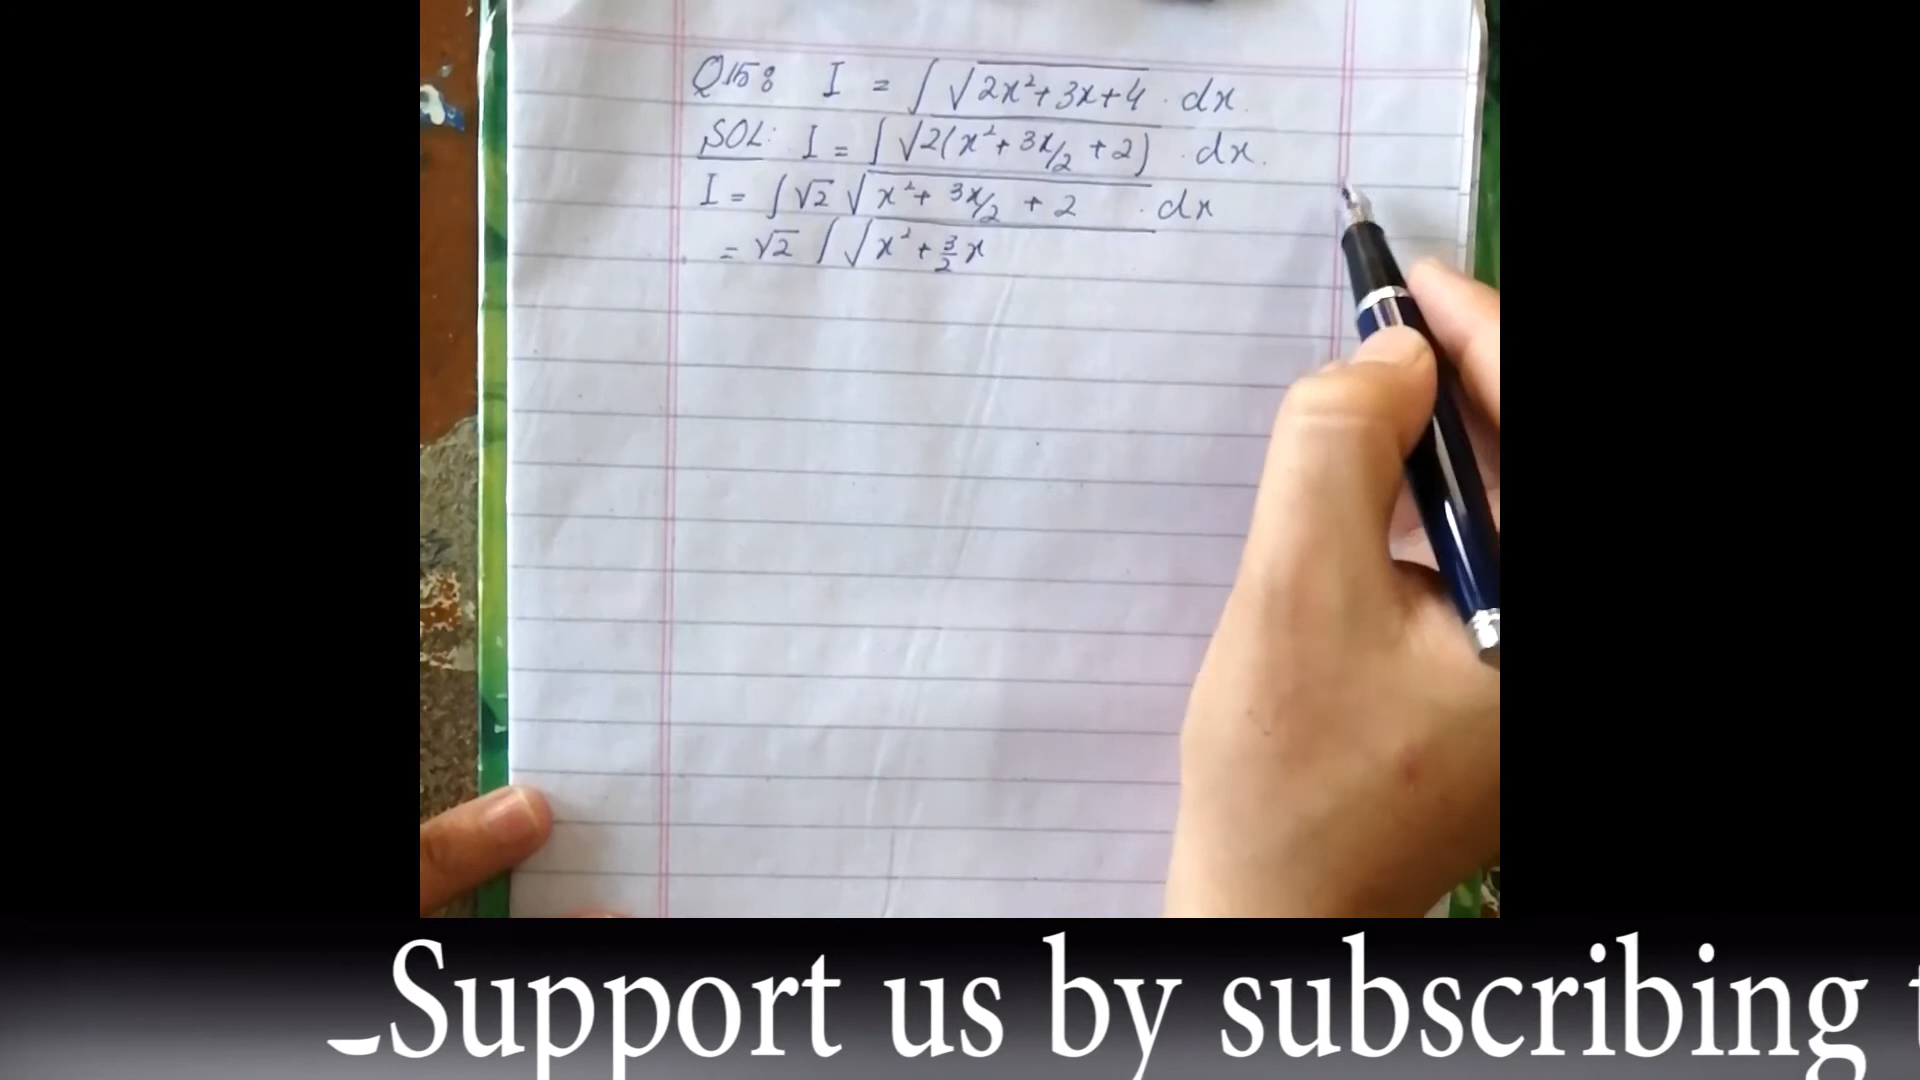 Q15: I = ∫ √2x²+3x+4 . dx.
SOL: I = ∫ √2(x²+ 3x/2 +2) . dx.
I = ∫ √2 √x²+ 3x/2 + 2 . dx
= √2 ∫ √x² + 3/2 x
Support us by subscribing